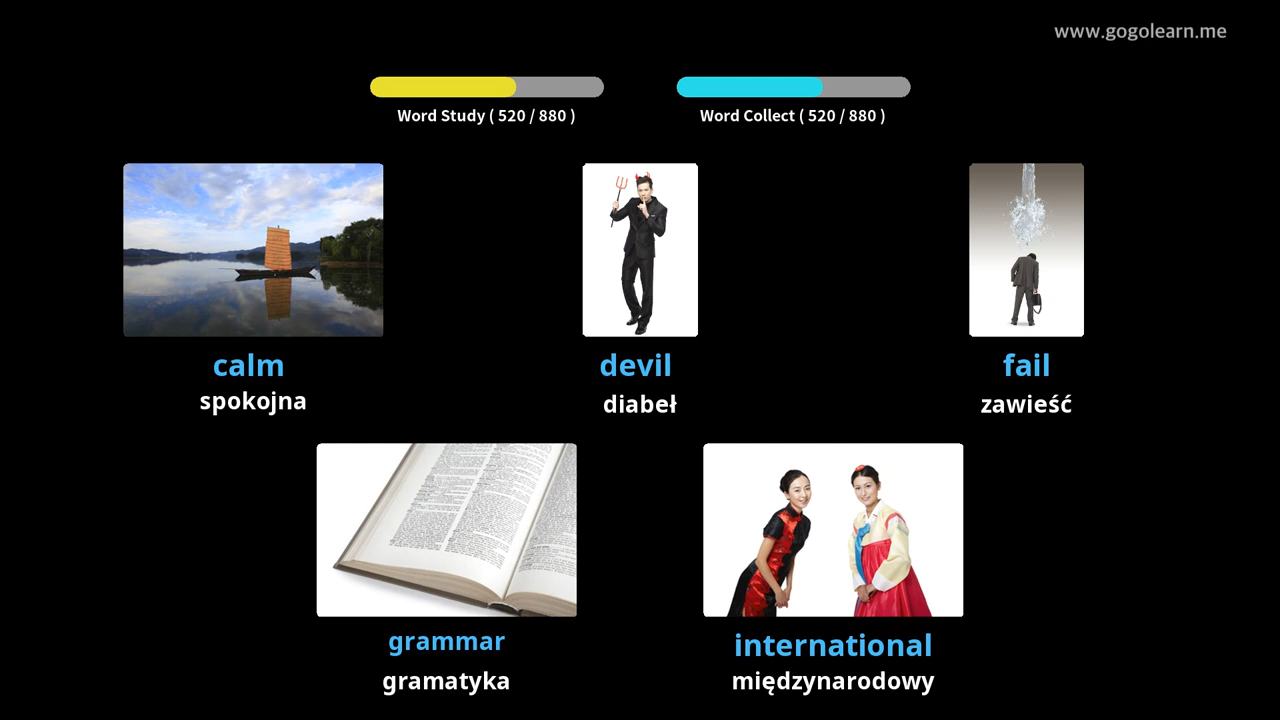 www.gogolearn.me
Word Study ( 520 / 880 )
Word Collect ( 520 / 880 )
calm
spokojna
devil
diabeł
fail
zawieść
grammar
gramatyka
international
międzynarodowy